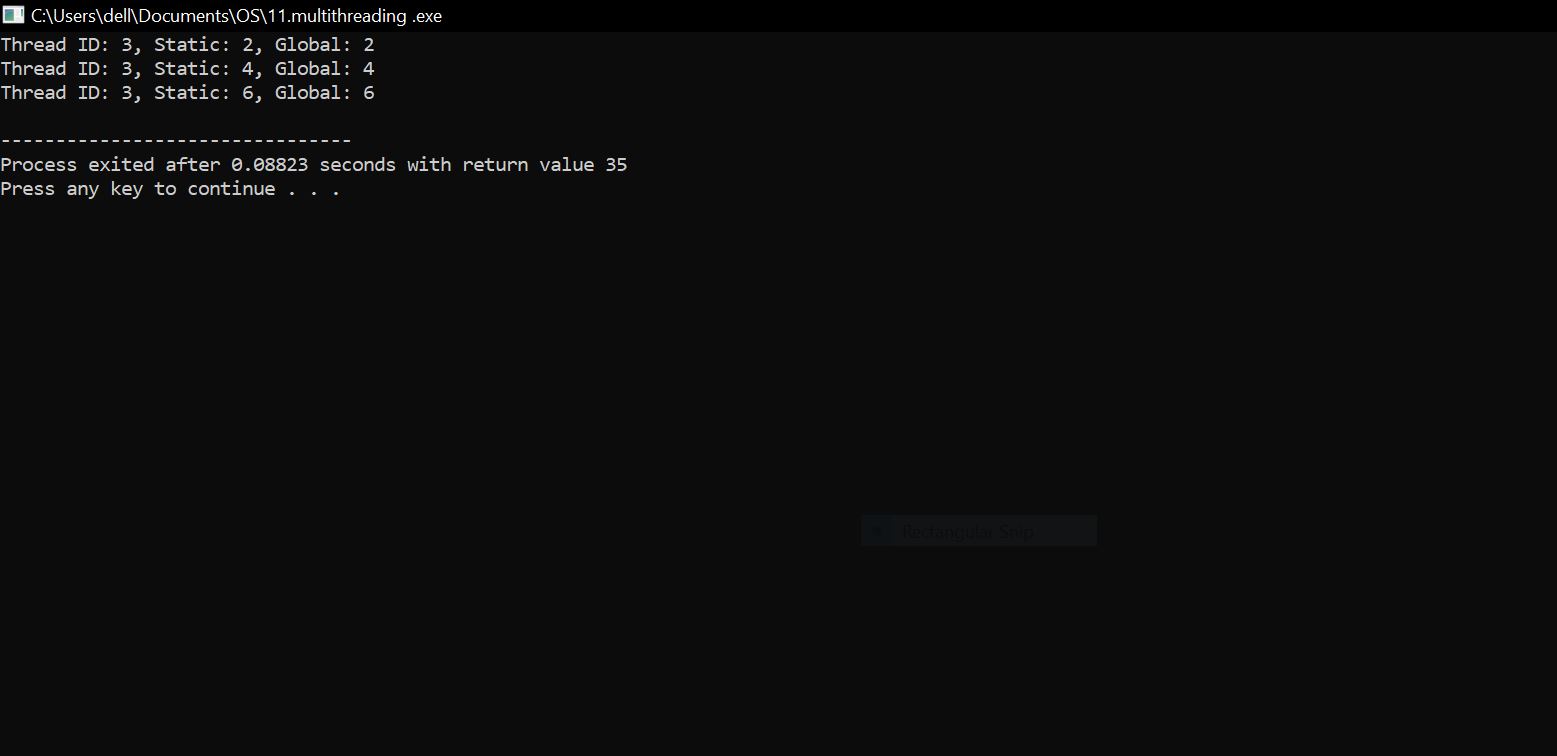 C:\Users\dell\Documents\OS\11.multithreading .exe
Thread ID: 3, Static: 2, Global: 2
Thread ID: 3, Static: 4, Global: 4
Thread ID: 3, Static: 6, Global: 6
--------------------------------
Process exited after 0.08823 seconds with return value 35
Press any key to continue . . .
Rectangular Snip